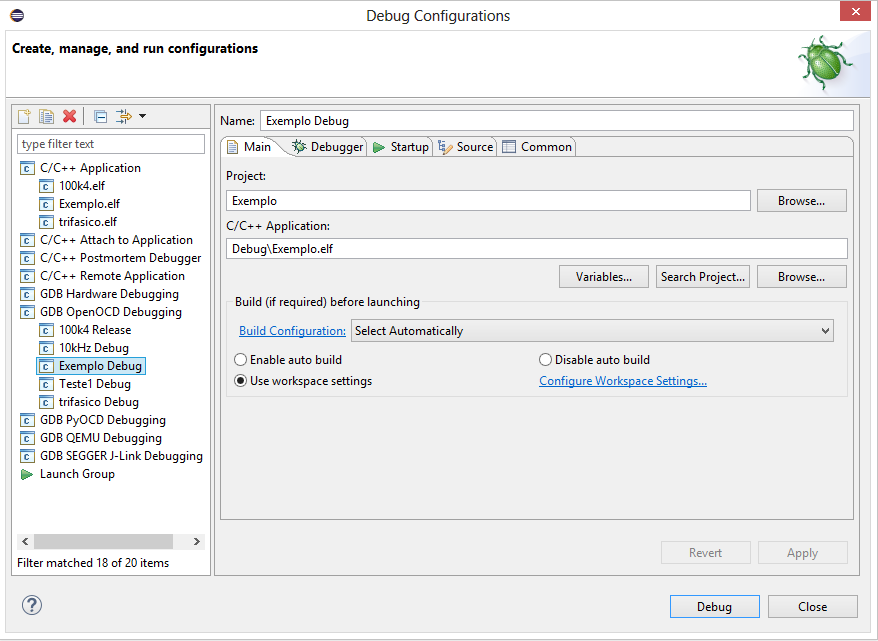 Debug Configurations
Create, manage, and run configurations
type filter text
C/C++ Application
100k4.elf
Exemplo.elf
trifasico.elf
C/C++ Attach to Application
C/C++ Postmortem Debugger
C/C++ Remote Application
GDB Hardware Debugging
GDB OpenOCD Debugging
100k4 Release
10kHz Debug
Exemplo Debug
Teste1 Debug
trifasico Debug
GDB PyOCD Debugging
GDB QEMU Debugging
GDB SEGGER J-Link Debugging
Launch Group
Filter matched 18 of 20 items
Name: Exemplo Debug
Main Debugger Startup Source Common
Project:
Exemplo Browse...
C/C++ Application:
Debug\Exemplo.elf
Variables... Search Project... Browse...
Build (if required) before launching
Build Configuration: Select Automatically
Enable auto build Disable auto build
Use workspace settings Configure Workspace Settings...
Revert Apply
Debug Close